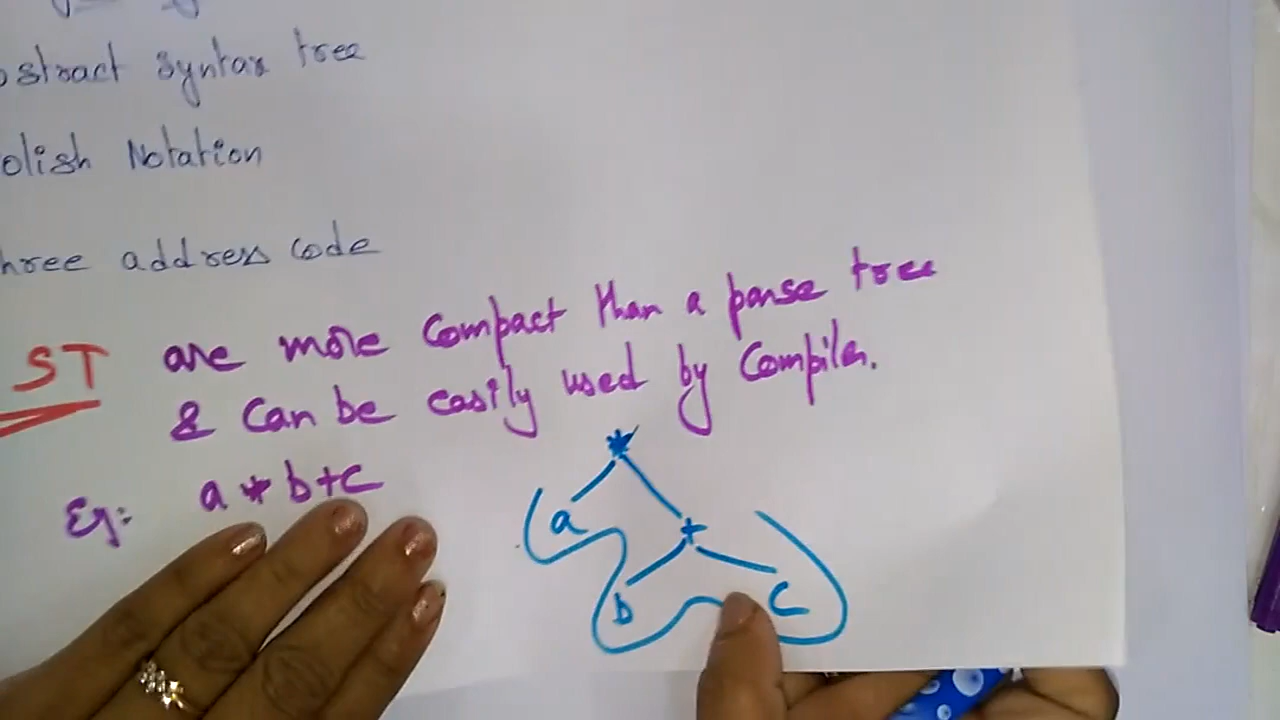 bstract syntax tree
olish Notation
hree address code
ST are more compact than a parse tree
& can be easily used by compiler.
Eg: a * b+c
*
a +
b c